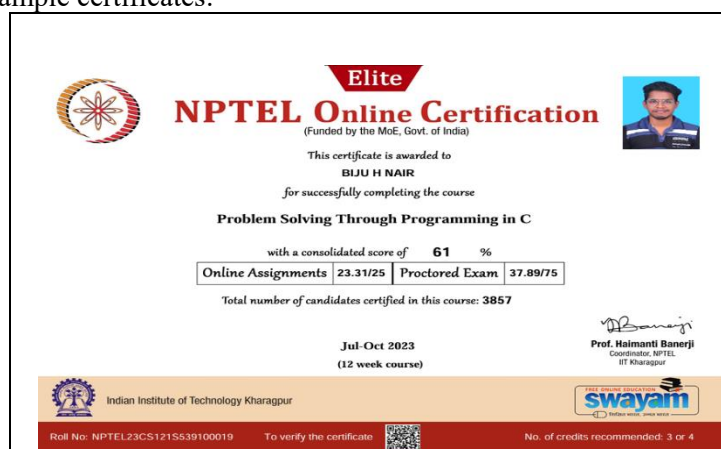 ample certificates:
Elite
NPTEL Online Certification
(Funded by the MoE, Govt. of India)
This certificate is awarded to
BIJU H NAIR
for successfully completing the course
Problem Solving Through Programming in C
with a consolidated score of 61 %
Online Assignments 23.31/25 Proctored Exam 37.89/75
Total number of candidates certified in this course: 3857
Jul-Oct 2023
(12 week course)
Prof. Haimanti Banerji
Coordinator, NPTEL
IIT Kharagpur
Indian Institute of Technology Kharagpur
FREE ONLINE EDUCATION
swayam
Roll No: NPTEL23CS121S539100019 To verify the certificate No. of credits recommended: 3 or 4